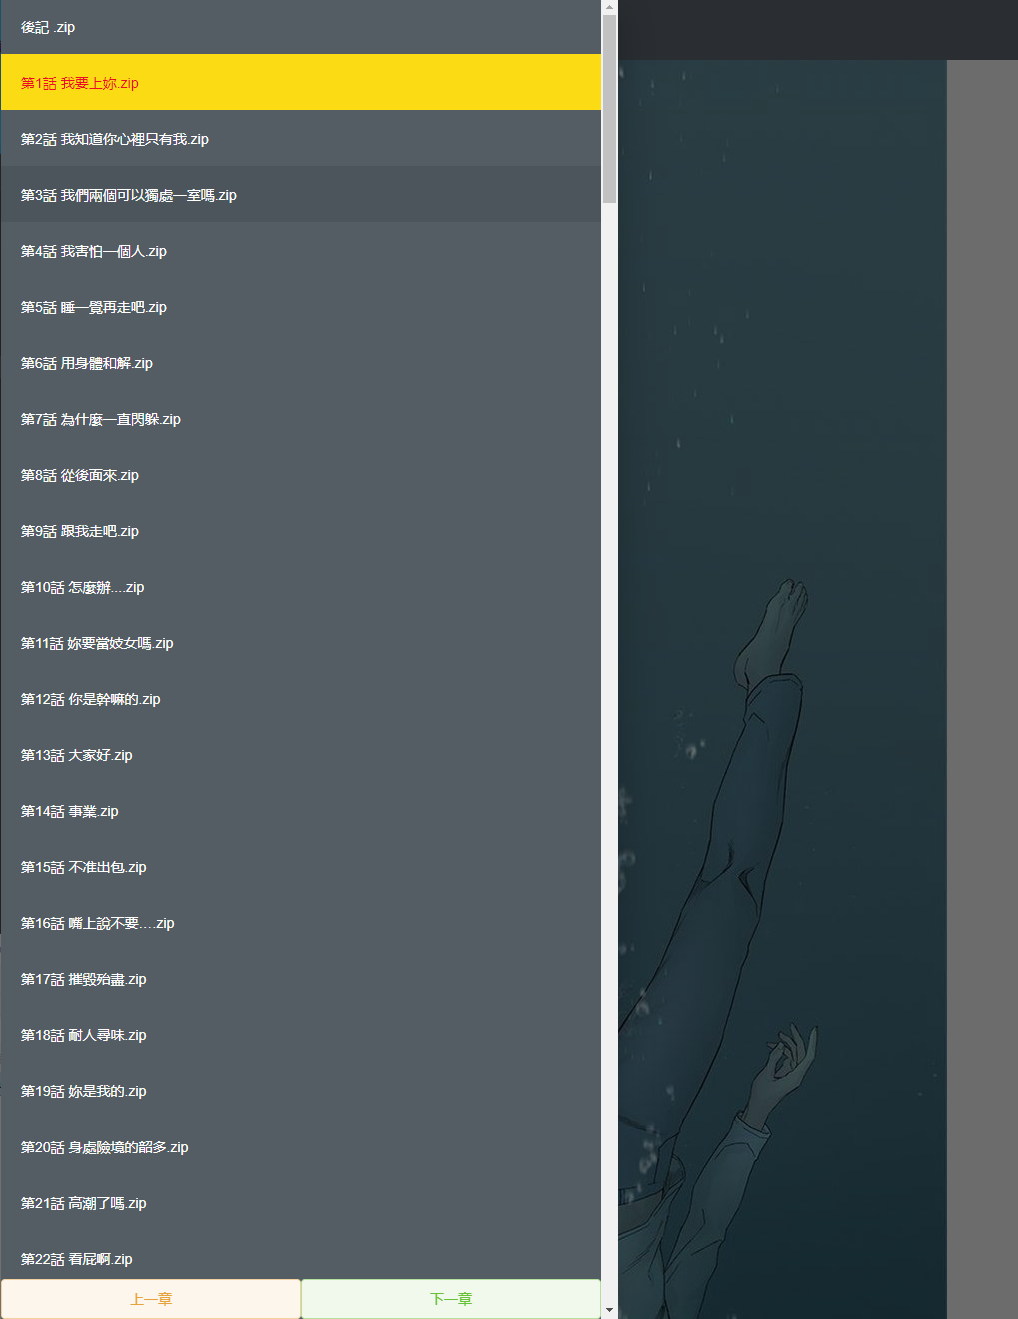 後記 .zip
第1話 我要上妳.zip
第2話 我知道你心裡只有我.zip
第3話 我們兩個可以獨處一室嗎.zip
第4話 我害怕一個人.zip
第5話 睡一覺再走吧.zip
第6話 用身體和解.zip
第7話 為什麼一直閃躲.zip
第8話 從後面來.zip
第9話 跟我走吧.zip
第10話 怎麼辦....zip
第11話 妳要當妓女嗎.zip
第12話 你是幹嘛的.zip
第13話 大家好.zip
第14話 事業.zip
第15話 不准出包.zip
第16話 嘴上說不要….zip
第17話 摧毀殆盡.zip
第18話 耐人尋味.zip
第19話 妳是我的.zip
第20話 身處險境的韶多.zip
第21話 高潮了嗎.zip
第22話 看屁啊.zip
上一章
下一章